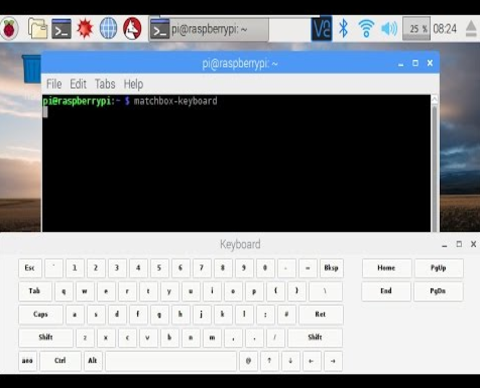 pi@raspberrypi: ~ 25 % 08:24
pi@raspberrypi: ~
File Edit Tabs Help
pi@raspberrypi:~ $ matchbox-keyboard
Keyboard
Esc ` 1 2 3 4 5 6 7 8 9 0 - = Bksp Home PgUp
Tab q w e r t y u i o p { } \ End PgDn
Caps a s d f g h j k l ; # Ret
Shift z x c v b n m , . / Shift
Ctrl Alt @ ↑ ↓ ← →